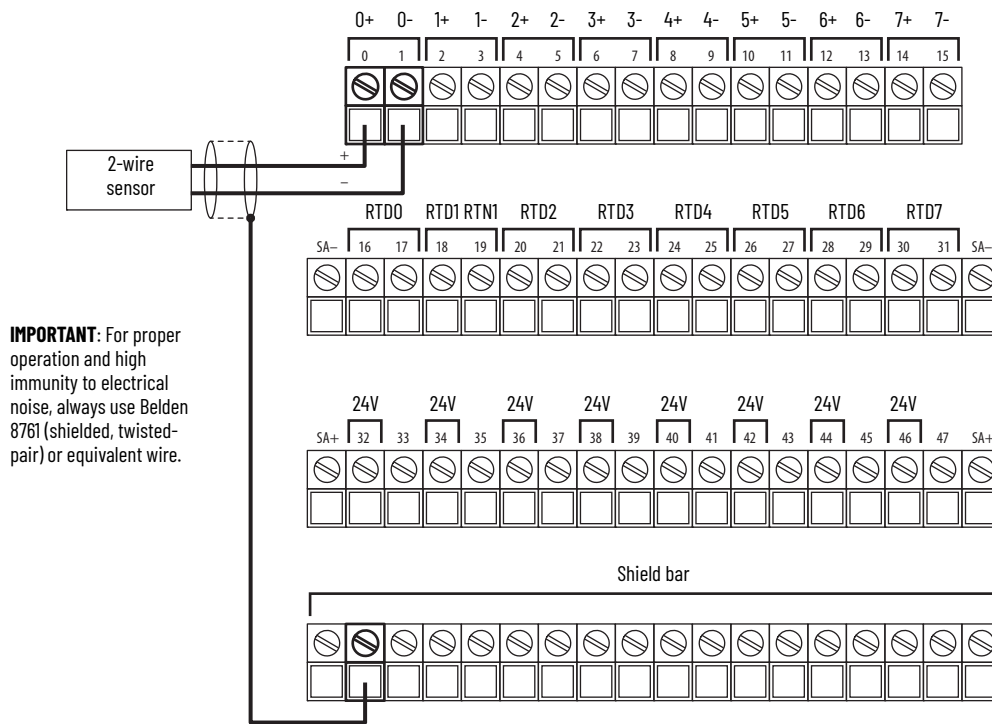 0+ 0- 1+ 1- 2+ 2- 3+ 3- 4+ 4- 5+ 5- 6+ 6- 7+ 7-
0 1 2 3 4 5 6 7 8 9 10 11 12 13 14 15
2-wire
sensor
+
–
RTD0 RTD1 RTN1 RTD2 RTD3 RTD4 RTD5 RTD6 RTD7
SA– 16 17 18 19 20 21 22 23 24 25 26 27 28 29 30 31 SA–
IMPORTANT: For proper
operation and high
immunity to electrical
noise, always use Belden
8761 (shielded, twisted-
pair) or equivalent wire.
24V 24V 24V 24V 24V 24V 24V 24V
SA+ 32 33 34 35 36 37 38 39 40 41 42 43 44 45 46 47 SA+
Shield bar